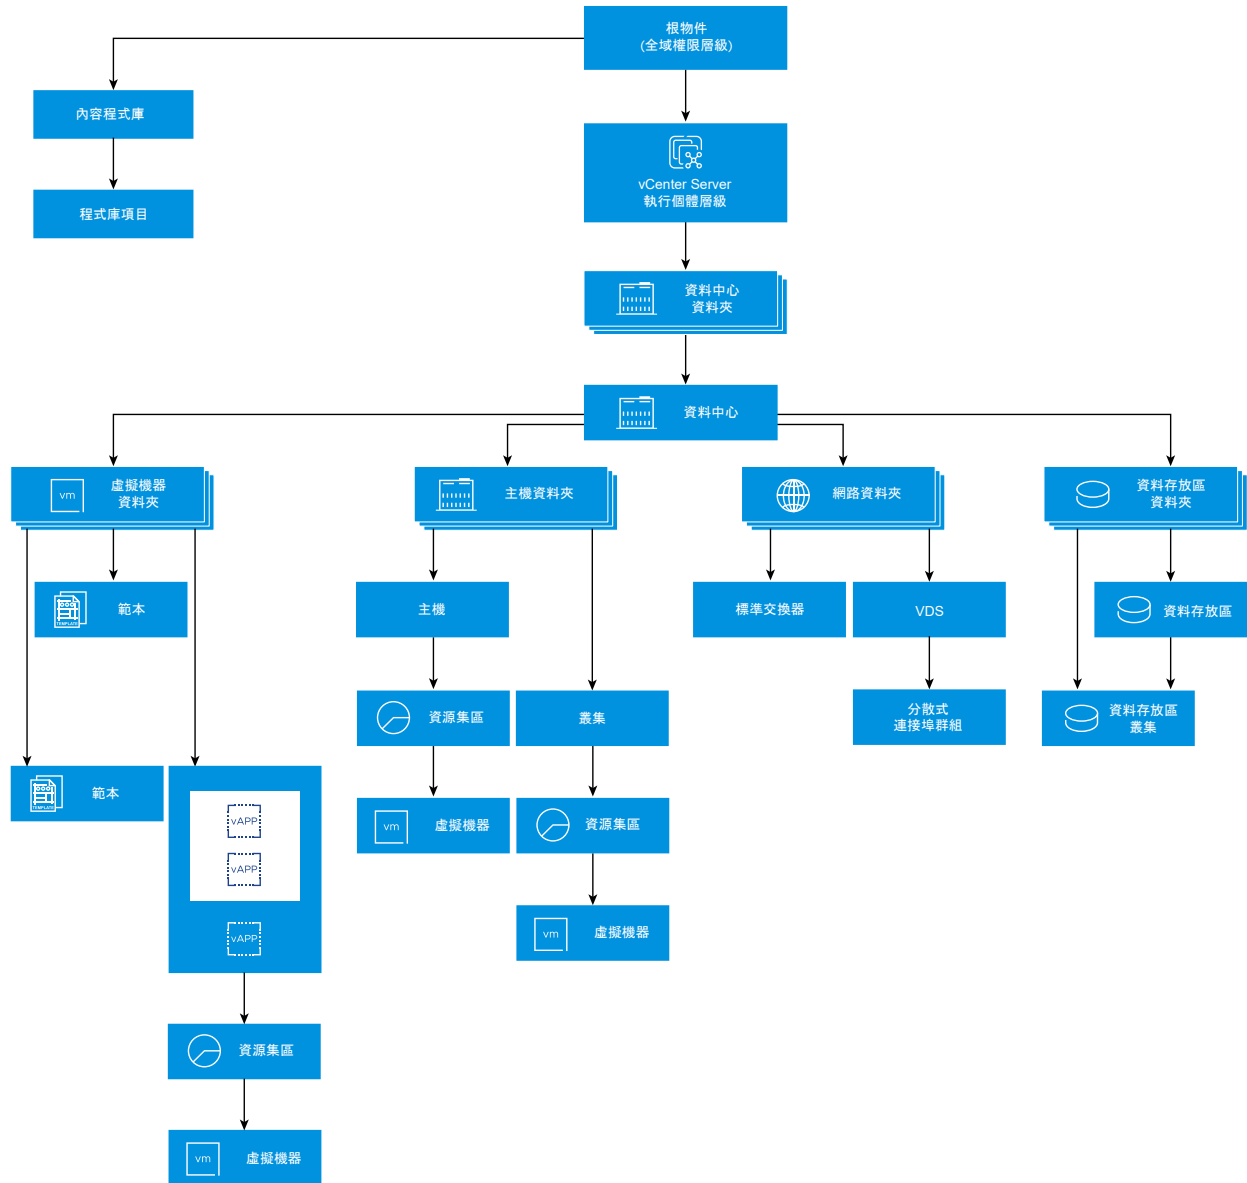 根物件
(全域權限層級)
內容程式庫
程式庫項目
vCenter Server
執行個體層級
資料中心
資料夾
資料中心
vm
虛擬機器
資料夾
主機資料夾
網路資料夾
資料存放區
資料夾
TEMPLATE
範本
主機
標準交換器
VDS
資料存放區
資源集區
叢集
分散式
連接埠群組
資料存放區
叢集
TEMPLATE
範本
vAPP
vAPP
vAPP
vm
虛擬機器
資源集區
vm
虛擬機器
資源集區
vm
虛擬機器